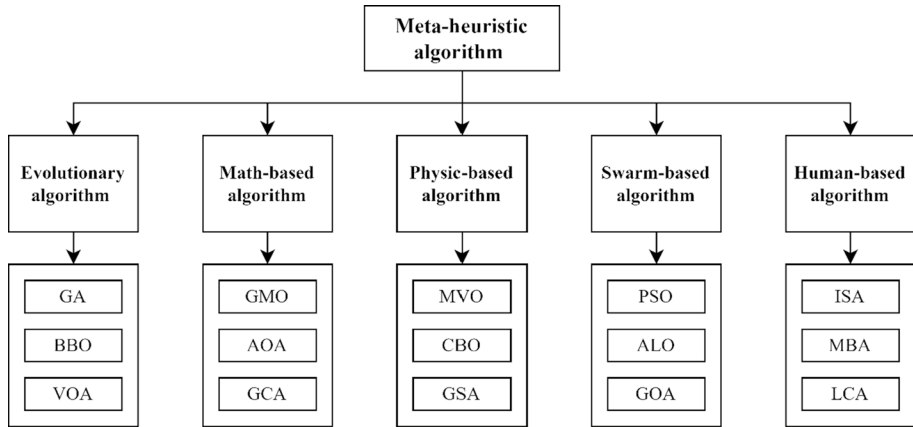 Meta-heuristic
algorithm
Evolutionary
algorithm
Math-based
algorithm
Physic-based
algorithm
Swarm-based
algorithm
Human-based
algorithm
GA
BBO
VOA
GMO
AOA
GCA
MVO
CBO
GSA
PSO
ALO
GOA
ISA
MBA
LCA